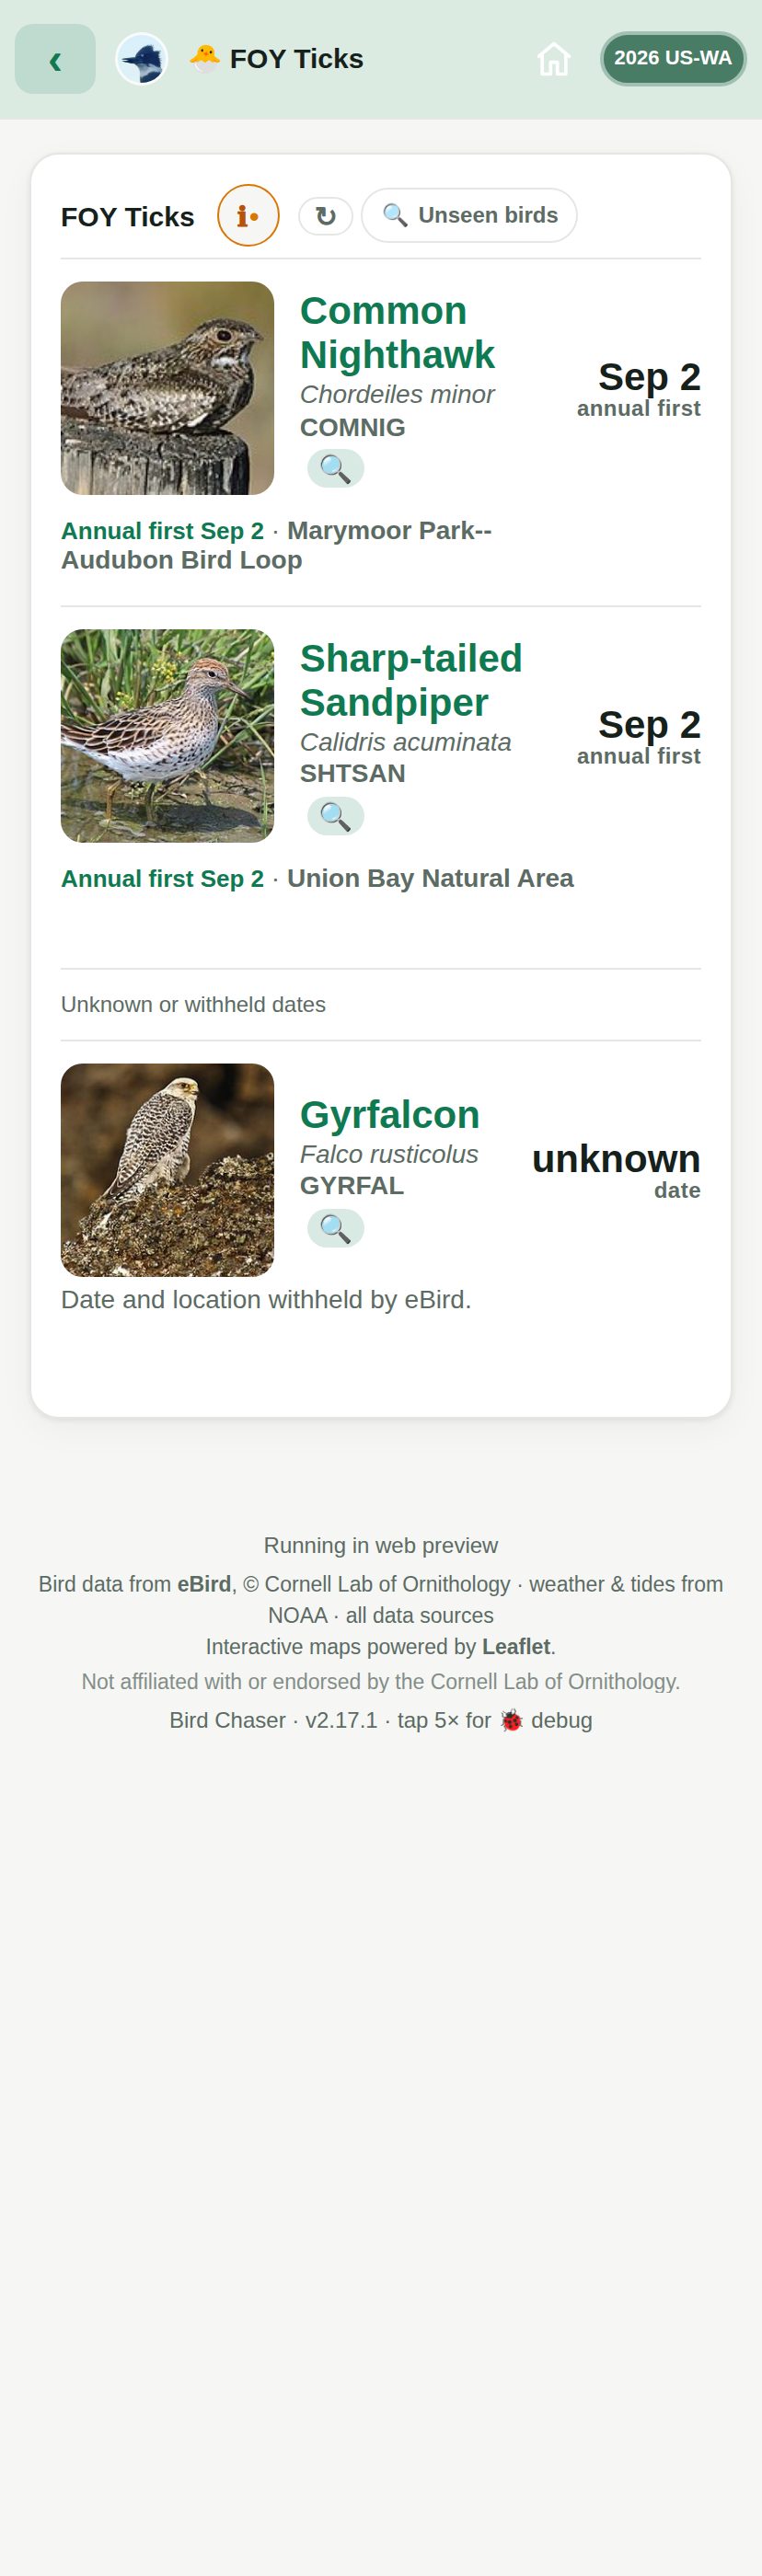 ‹ 🐣 FOY Ticks 2026 US-WA
FOY Ticks ℹ• ↻ 🔍 Unseen birds
Common
Nighthawk
Chordeiles minor
COMNIG
🔍
Sep 2
annual first
Annual first Sep 2 · Marymoor Park--
Audubon Bird Loop
Sharp-tailed
Sandpiper
Calidris acuminata
SHTSAN
🔍
Sep 2
annual first
Annual first Sep 2 · Union Bay Natural Area
Unknown or withheld dates
Gyrfalcon
Falco rusticolus
GYRFAL
🔍
unknown
date
Date and location withheld by eBird.
Running in web preview
Bird data from eBird, © Cornell Lab of Ornithology · weather & tides from
NOAA · all data sources
Interactive maps powered by Leaflet.
Not affiliated with or endorsed by the Cornell Lab of Ornithology.
Bird Chaser · v2.17.1 · tap 5× for 🐞 debug